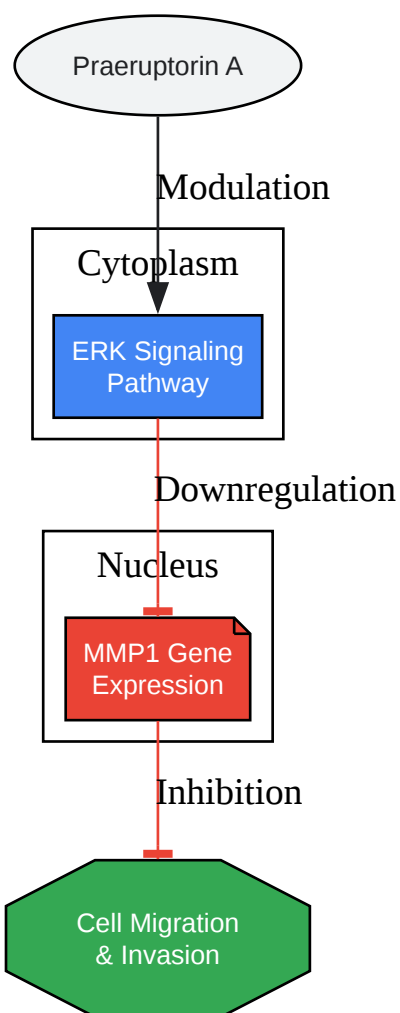 Praeruptorin A
Modulation
Cytoplasm
ERK Signaling
Pathway
Downregulation
Nucleus
MMP1 Gene
Expression
Inhibition
Cell Migration
& Invasion